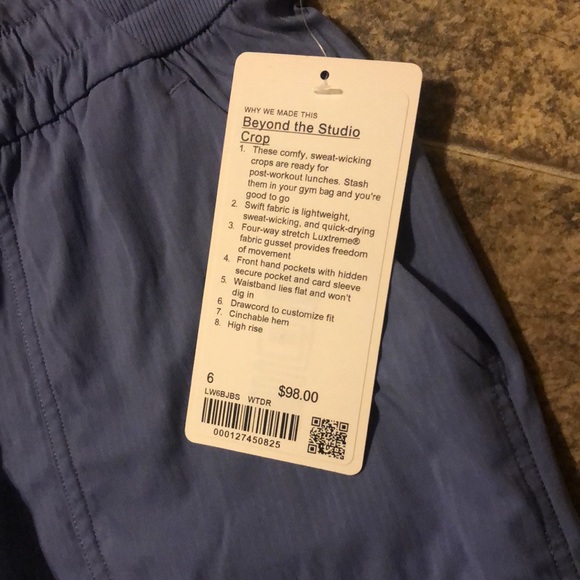 WHY WE MADE THIS
Beyond the Studio
Crop
1. These comfy, sweat-wicking
crops are ready for
post-workout lunches. Stash
them in your gym bag and you're
good to go
2. Swift fabric is lightweight,
sweat-wicking, and quick-drying
3. Four-way stretch Luxtreme®
fabric gusset provides freedom
of movement
4. Front hand pockets with hidden
secure pocket and card sleeve
5. Waistband lies flat and won't
dig in
6. Drawcord to customize fit
7. Cinchable hem
8. High rise
6 $98.00
LW6BJBS WTDR
000127450825